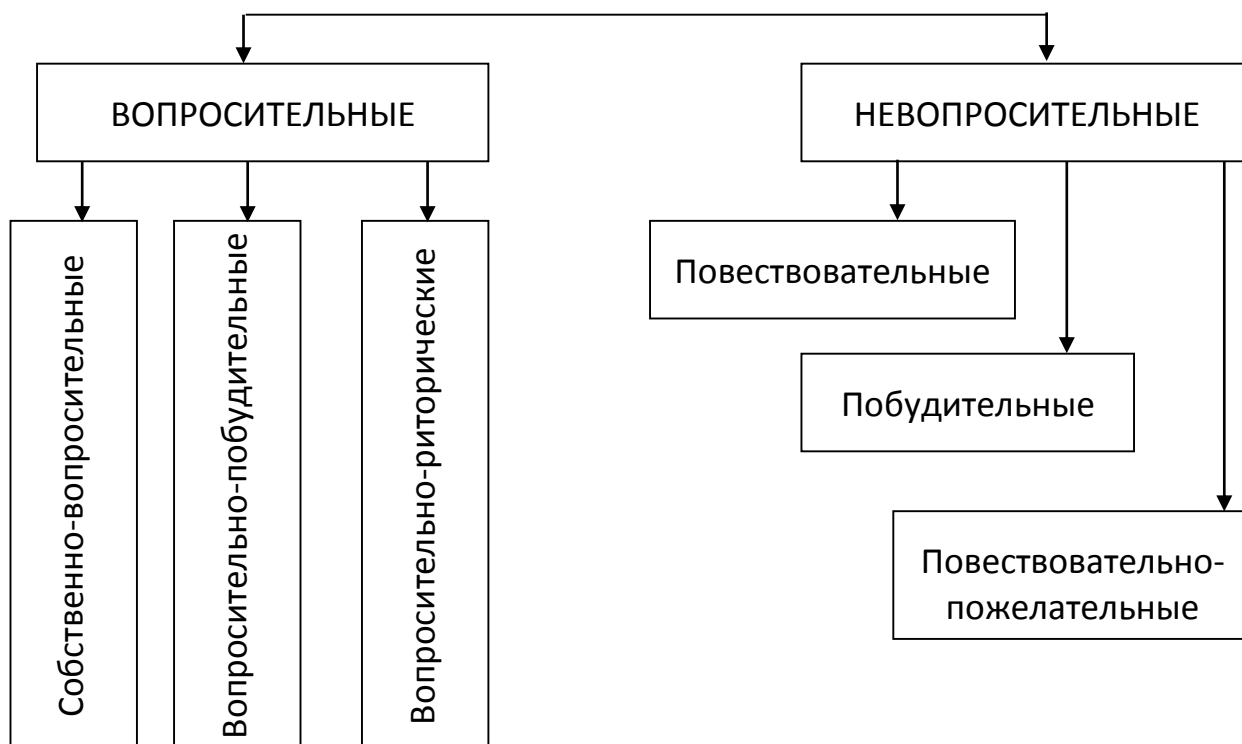 ВОПРОСИТЕЛЬНЫЕ
НЕВОПРОСИТЕЛЬНЫЕ
Собственно-вопросительные
Вопросительно-побудительные
Вопросительно-риторические
Повествовательные
Побудительные
Повествовательно-
пожелательные